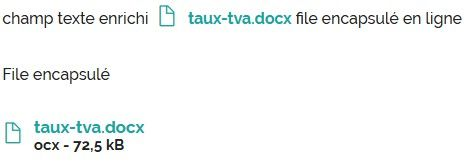 champ texte enrichi taux-tva.docx file encapsulé en ligne
File encapsulé
taux-tva.docx
ocx - 72,5 kB